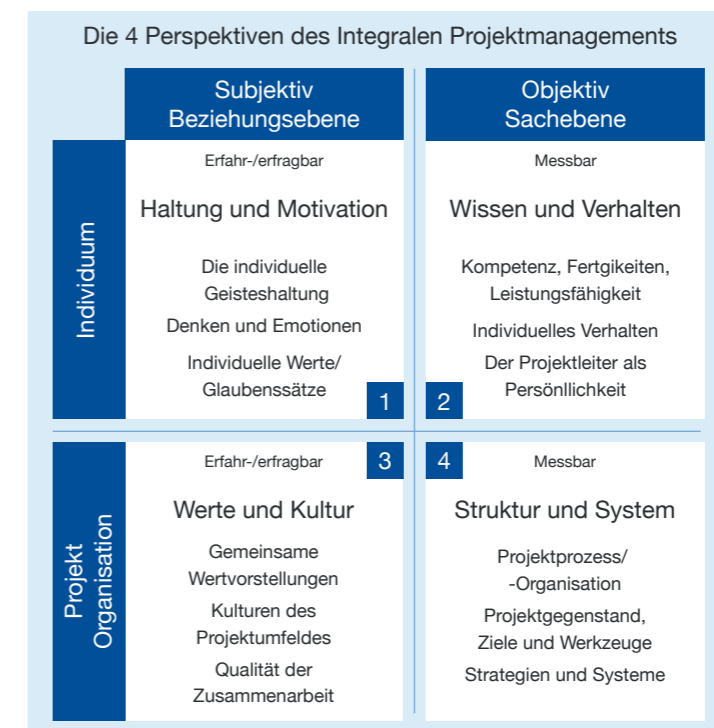 Die 4 Perspektiven des Integralen Projektmanagements
Subjektiv
Beziehungsebene
Objektiv
Sachebene
Individuum
Erfahr-/erfragbar
Haltung und Motivation
Die individuelle
Geisteshaltung
Denken und Emotionen
Individuelle Werte/
Glaubenssätze
1
Messbar
Wissen und Verhalten
Kompetenz, Fertgikeiten,
Leistungsfähigkeit
Individuelles Verhalten
Der Projektleiter als
Persönllichkeit
2
Projekt
Organisation
Erfahr-/erfragbar
3
Werte und Kultur
Gemeinsame
Wertvorstellungen
Kulturen des
Projektumfeldes
Qualität der
Zusammenarbeit
4
Messbar
Struktur und System
Projektprozess/
-Organisation
Projektgegenstand,
Ziele und Werkzeuge
Strategien und Systeme